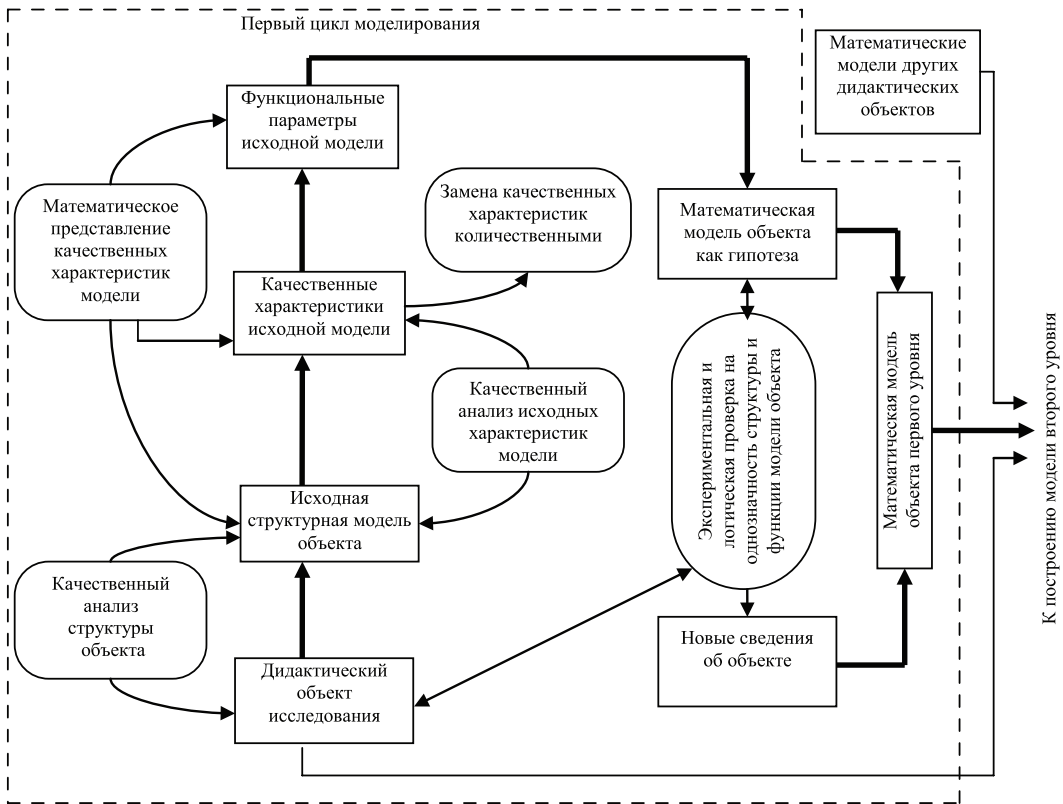 Первый цикл моделирования
Математические
модели других
дидактических
объектов
Функциональные
параметры
исходной модели
Математическое
представление
качественных
характеристик
модели
Замена качественных
характеристик
количественными
Математическая
модель объекта
как гипотеза
Качественные
характеристики
исходной модели
Качественный
анализ исходных
характеристик
модели
Экспериментальная и
логическая проверка на
однозначность структуры и
функции модели объекта
Математическая модель
объекта первого уровня
К построению модели второго уровня
Исходная
структурная модель
объекта
Качественный
анализ
структуры
объекта
Дидактический
объект
исследования
Новые сведения
об объекте